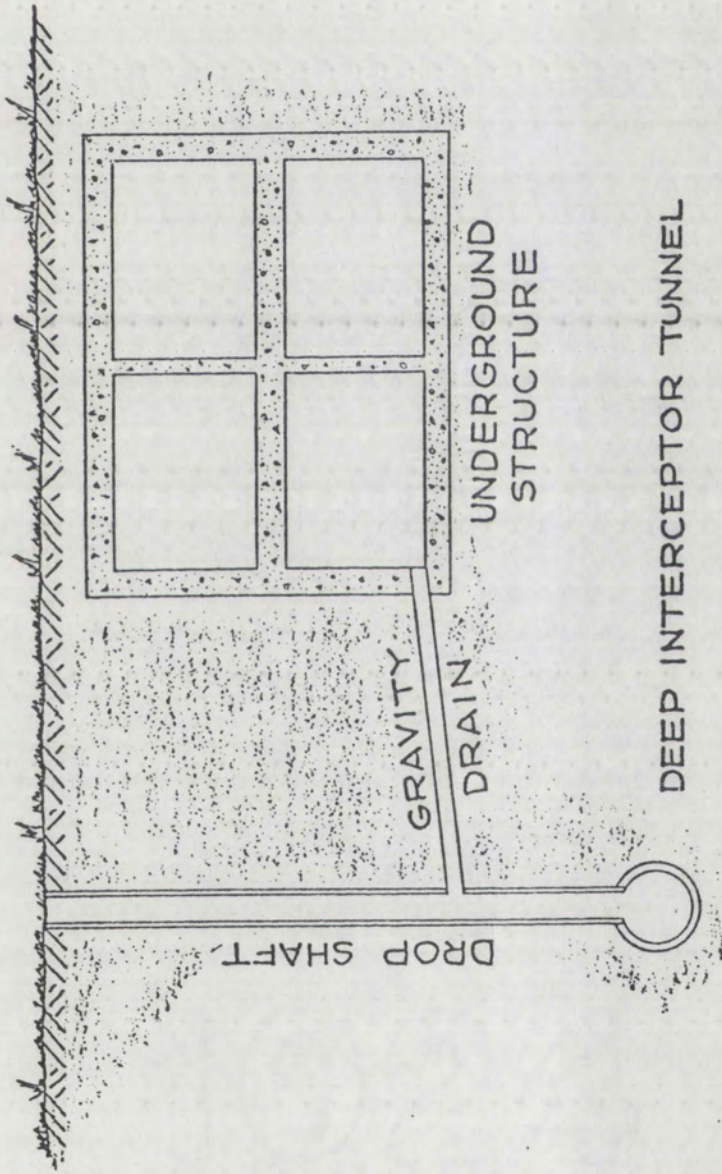 DROP SHAFT
GRAVITY
DRAIN
UNDERGROUND
STRUCTURE
DEEP INTERCEPTOR TUNNEL